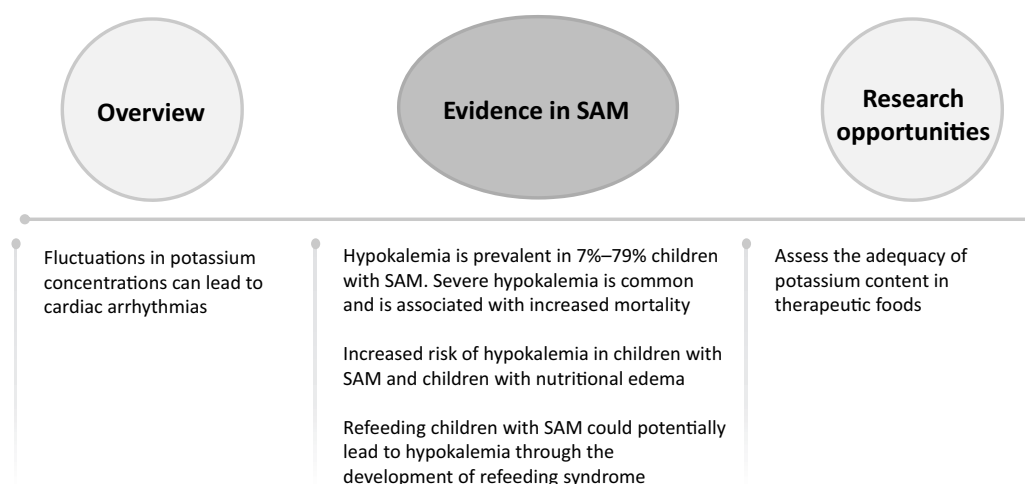 Overview
Evidence in SAM
Research
opportunities
Fluctuations in potassium
concentrations can lead to
cardiac arrhythmias
Hypokalemia is prevalent in 7%–79% children
with SAM. Severe hypokalemia is common
and is associated with increased mortality
Increased risk of hypokalemia in children with
SAM and children with nutritional edema
Refeeding children with SAM could potentially
lead to hypokalemia through the
development of refeeding syndrome
Assess the adequacy of
potassium content in
therapeutic foods